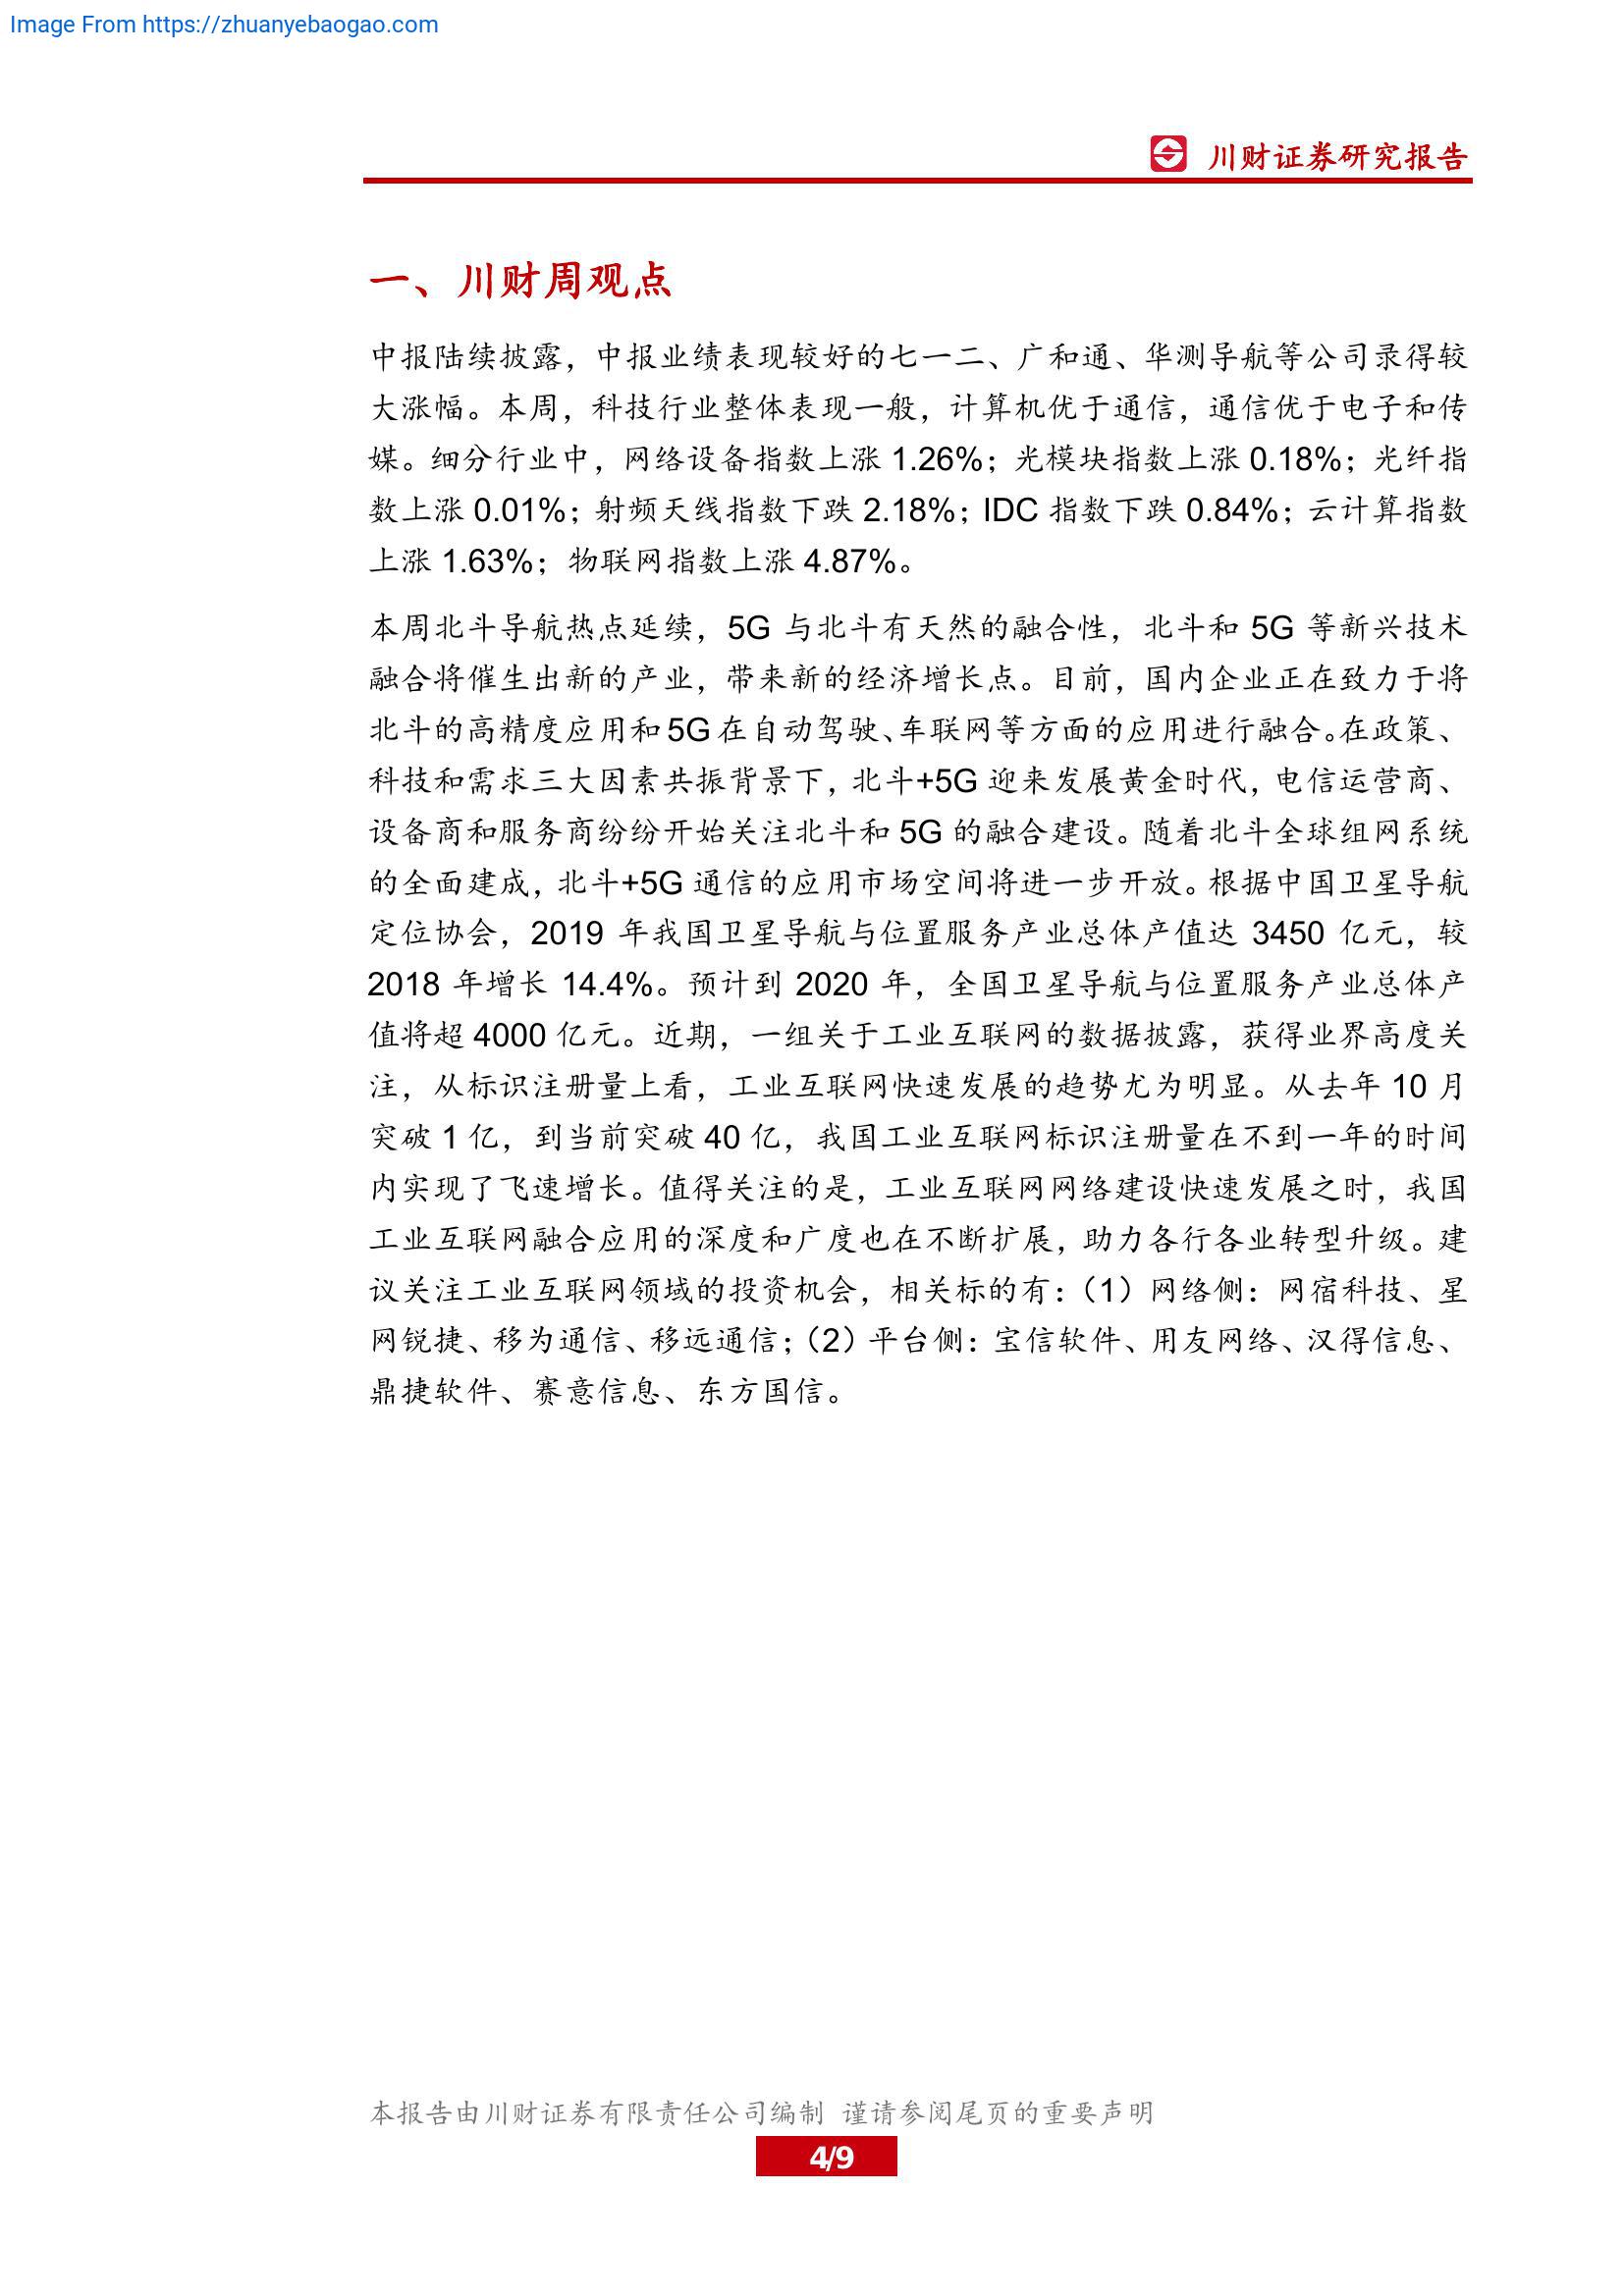 Image From https://zhuanyebaogao.com
川财证券研究报告
一、川财周观点
中报陆续披露，中报业绩表现较好的七一二、广和通、华测导航等公司录得较
大涨幅。本周，科技行业整体表现一般，计算机优于通信，通信优于电子和传
媒。细分行业中，网络设备指数上涨 1.26%；光模块指数上涨 0.18%；光纤指
数上涨 0.01%；射频天线指数下跌 2.18%；IDC 指数下跌 0.84%；云计算指数
上涨 1.63%；物联网指数上涨 4.87%。
本周北斗导航热点延续，5G 与北斗有天然的融合性，北斗和 5G 等新兴技术
融合将催生出新的产业，带来新的经济增长点。目前，国内企业正在致力于将
北斗的高精度应用和 5G 在自动驾驶、车联网等方面的应用进行融合。在政策、
科技和需求三大因素共振背景下，北斗+5G 迎来发展黄金时代，电信运营商、
设备商和服务商纷纷开始关注北斗和 5G 的融合建设。随着北斗全球组网系统
的全面建成，北斗+5G 通信的应用市场空间将进一步开放。根据中国卫星导航
定位协会，2019 年我国卫星导航与位置服务产业总体产值达 3450 亿元，较
2018 年增长 14.4%。预计到 2020 年，全国卫星导航与位置服务产业总体产
值将超 4000 亿元。近期，一组关于工业互联网的数据披露，获得业界高度关
注，从标识注册量上看，工业互联网快速发展的趋势尤为明显。从去年 10 月
突破 1 亿，到当前突破 40 亿，我国工业互联网标识注册量在不到一年的时间
内实现了飞速增长。值得关注的是，工业互联网网络建设快速发展之时，我国
工业互联网融合应用的深度和广度也在不断扩展，助力各行各业转型升级。建
议关注工业互联网领域的投资机会，相关标的有：（1）网络侧：网宿科技、星
网锐捷、移为通信、移远通信；（2）平台侧：宝信软件、用友网络、汉得信息、
鼎捷软件、赛意信息、东方国信。
本报告由川财证券有限责任公司编制 谨请参阅尾页的重要声明
4/9